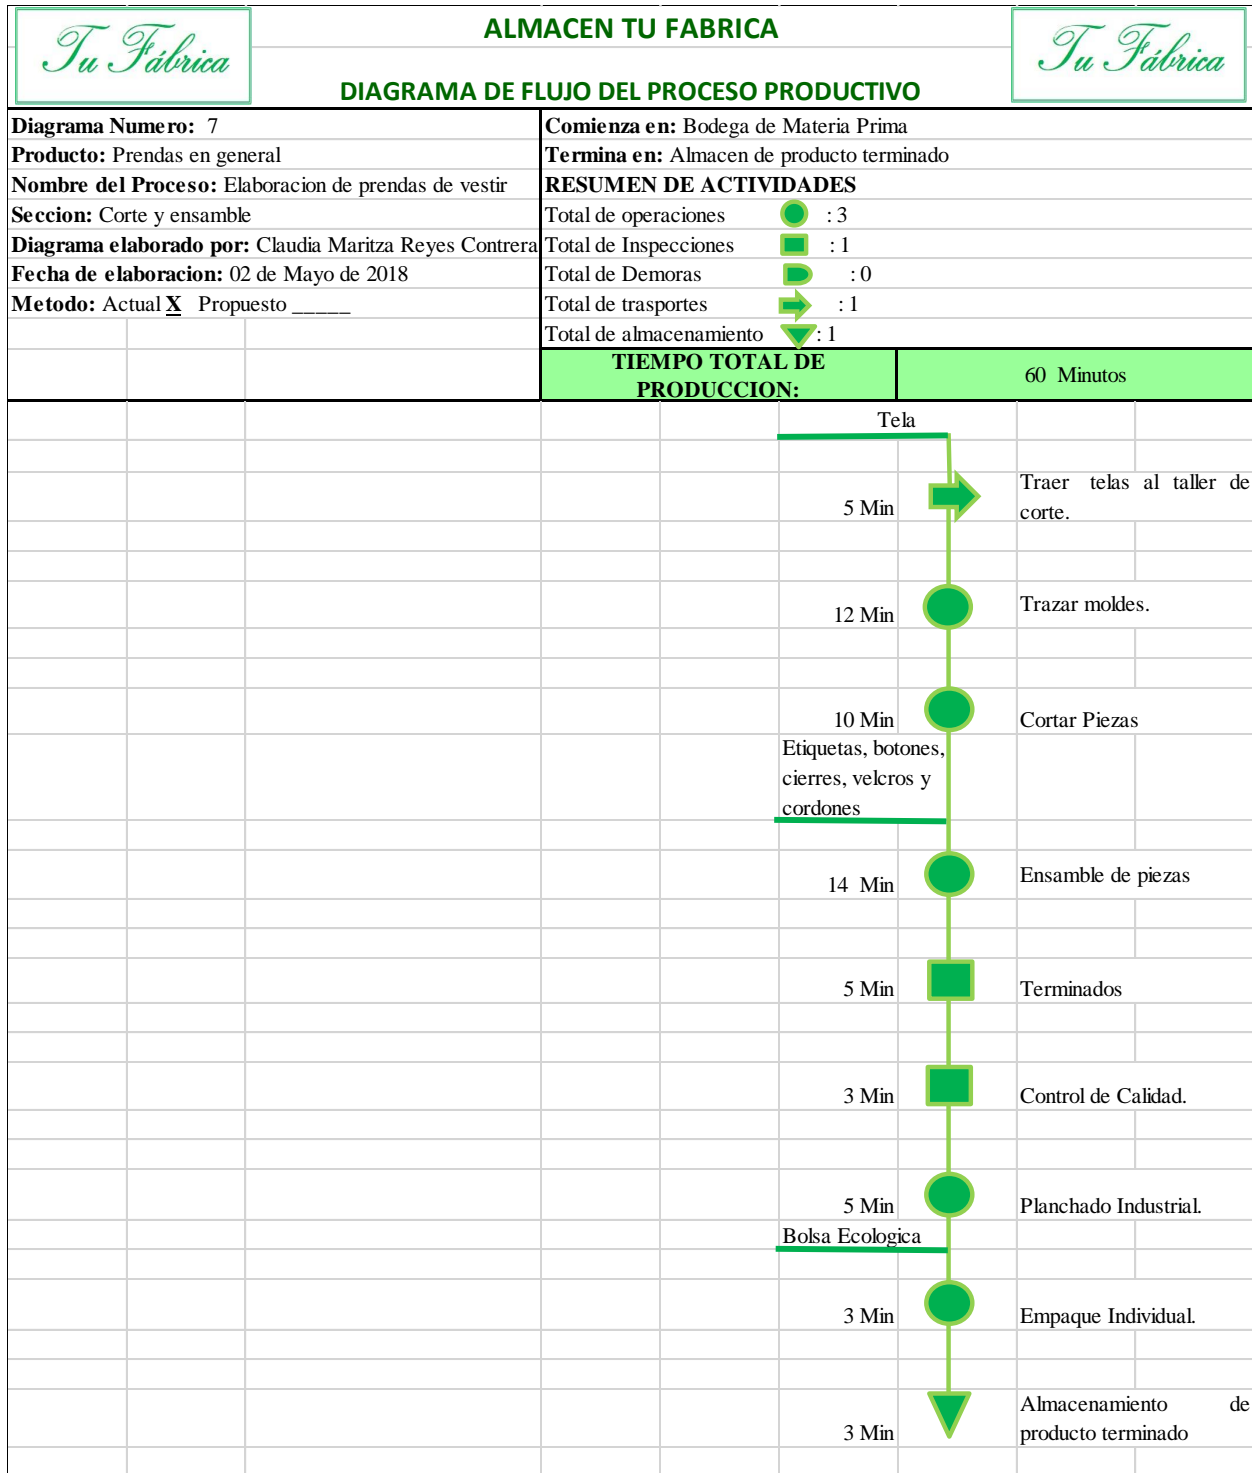 Tu Fábrica
ALMACEN TU FABRICA
Tu Fábrica
DIAGRAMA DE FLUJO DEL PROCESO PRODUCTIVO
Diagrama Numero: 7
Comienza en: Bodega de Materia Prima
Producto: Prendas en general
Termina en: Almacen de producto terminado
Nombre del Proceso: Elaboracion de prendas de vestir
RESUMEN DE ACTIVIDADES
Seccion: Corte y ensamble
Total de operaciones : 3
Diagrama elaborado por: Claudia Maritza Reyes Contrera
Total de Inspecciones : 1
Fecha de elaboracion: 02 de Mayo de 2018
Total de Demoras : 0
Metodo: Actual X Propuesto _____
Total de trasportes : 1
Total de almacenamiento : 1
TIEMPO TOTAL DE
PRODUCCION:
60 Minutos
Tela
5 Min
Traer telas al taller de
corte.
12 Min
Trazar moldes.
10 Min
Cortar Piezas
Etiquetas, botones,
cierres, velcros y
cordones
14 Min
Ensamble de piezas
5 Min
Terminados
3 Min
Control de Calidad.
5 Min
Planchado Industrial.
Bolsa Ecologica
3 Min
Empaque Individual.
3 Min
Almacenamiento de
producto terminado